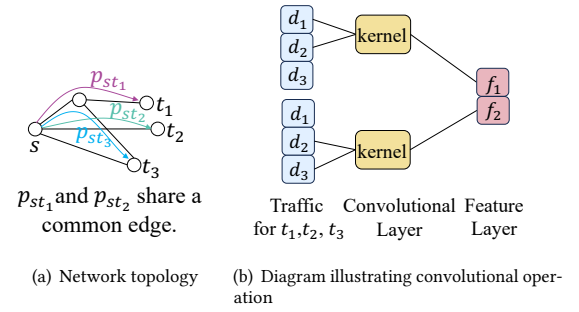 p_{st_1}
t_1
p_{st_2}
t_2
p_{st_3}
s
t_3
p_{st_1} and p_{st_2} share a
common edge.
(a) Network topology
d_1
d_2
d_3
kernel
d_1
d_2
d_3
kernel
f_1
f_2
Traffic
for t_1,t_2, t_3
Convolutional
Layer
Feature
Layer
(b) Diagram illustrating convolutional oper-
ation